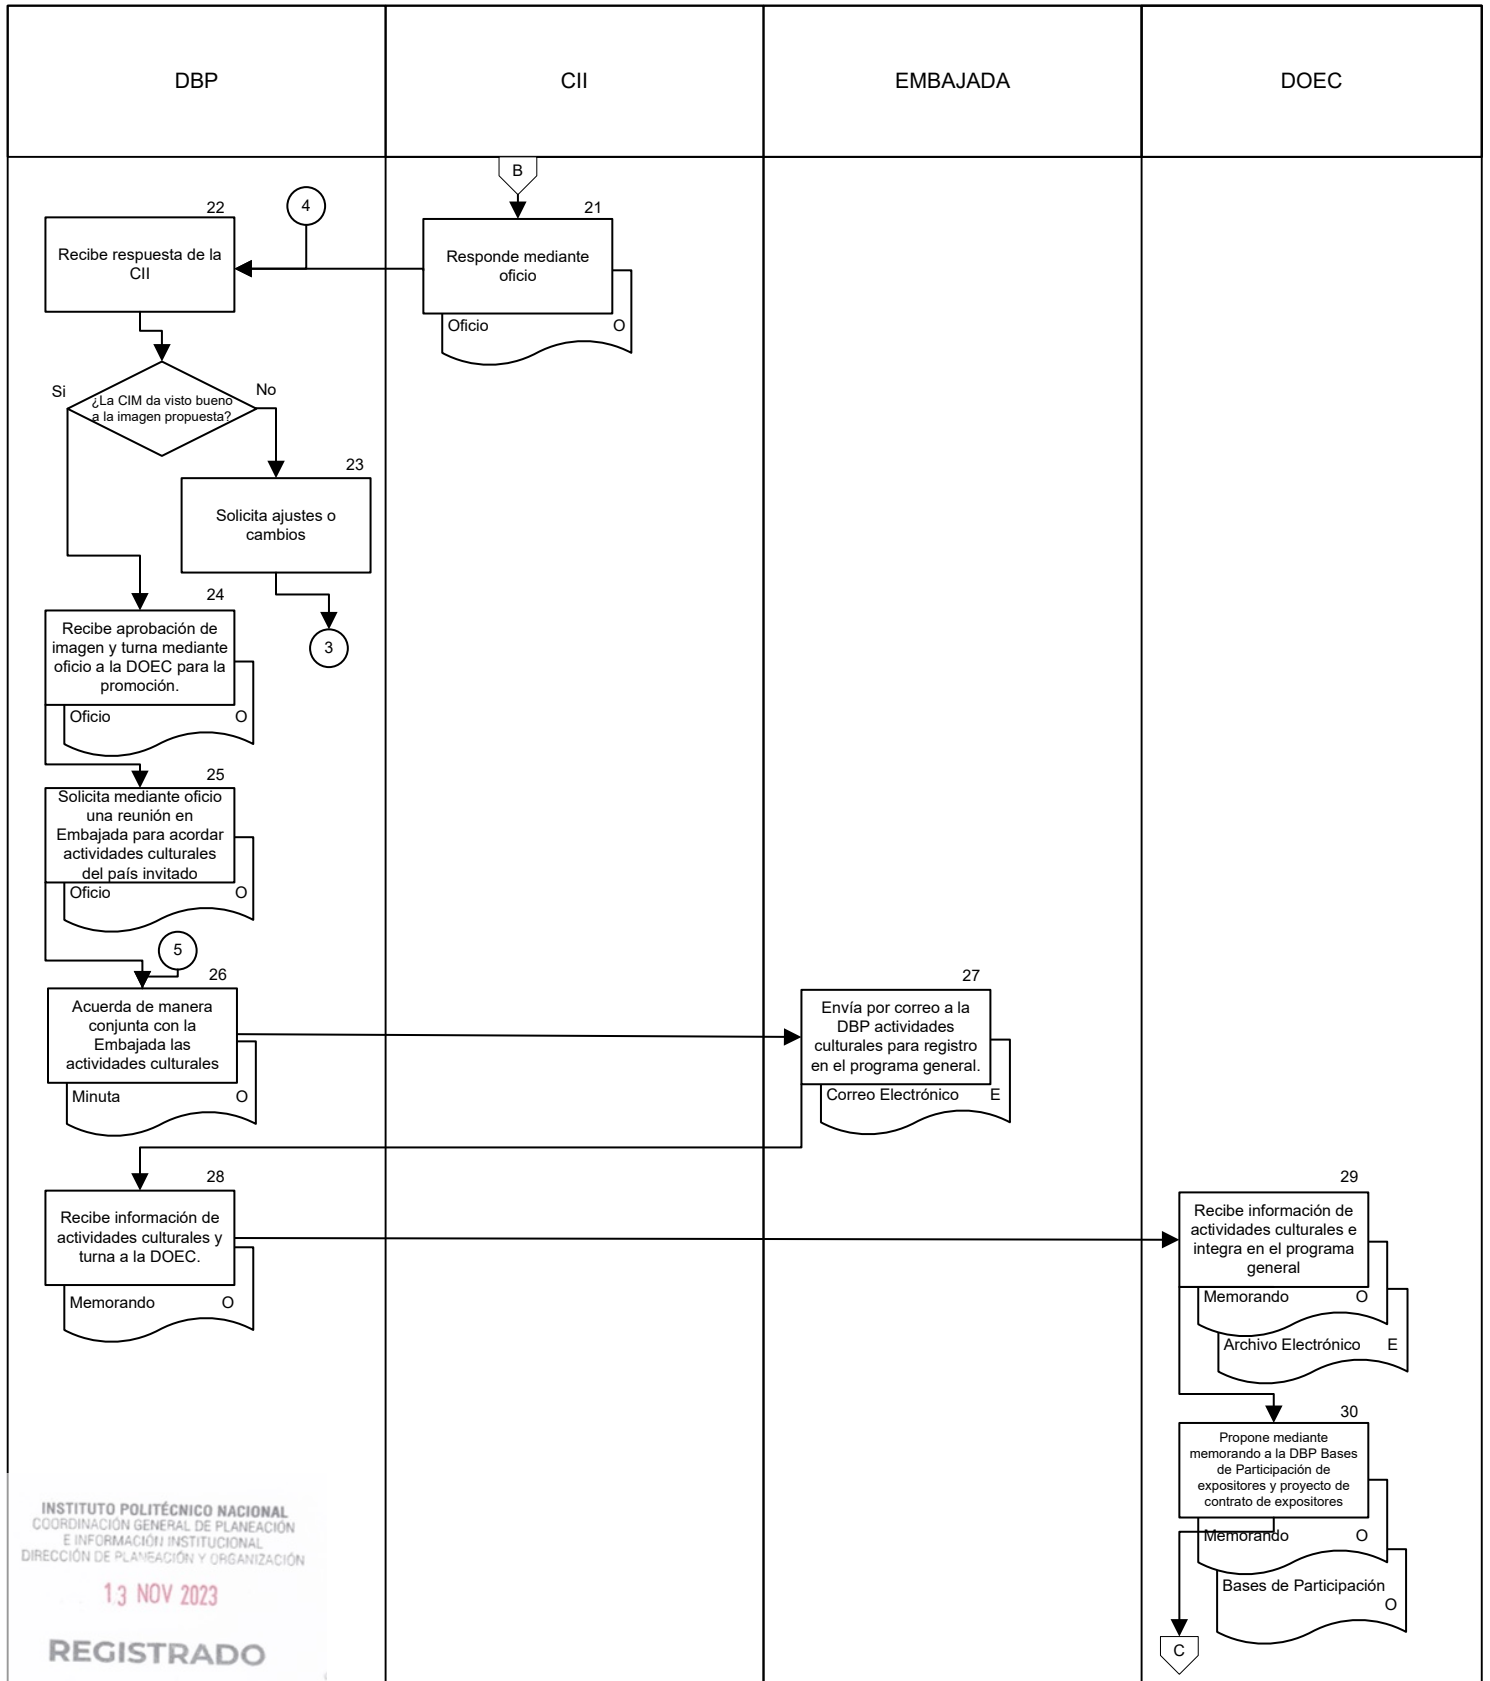 DBP
CII
EMBAJADA
DOEC
B
21
Responde mediante
oficio
Oficio O
22
4
Recibe respuesta de la
CII
Si
No
¿La CIM da visto bueno
a la imagen propuesta?
23
Solicita ajustes o
cambios
3
24
Recibe aprobación de
imagen y turna mediante
oficio a la DOEC para la
promoción.
Oficio O
25
Solicita mediante oficio
una reunión en
Embajada para acordar
actividades culturales
del país invitado
Oficio O
5
26
Acuerda de manera
conjunta con la
Embajada las
actividades culturales
Minuta O
27
Envía por correo a la
DBP actividades
culturales para registro
en el programa general.
Correo Electrónico E
28
Recibe información de
actividades culturales y
turna a la DOEC.
Memorando O
29
Recibe información de
actividades culturales e
integra en el programa
general
Memorando O
Archivo Electrónico E
30
Propone mediante
memorando a la DBP Bases
de Participación de
expositores y proyecto de
contrato de expositores
Memorando O
Bases de Participación
O
C
INSTITUTO POLITÉCNICO NACIONAL
COORDINACIÓN GENERAL DE PLANEACIÓN
E INFORMACIÓN INSTITUCIONAL
DIRECCIÓN DE PLANEACIÓN Y ORGANIZACIÓN
13 NOV 2023
REGISTRADO